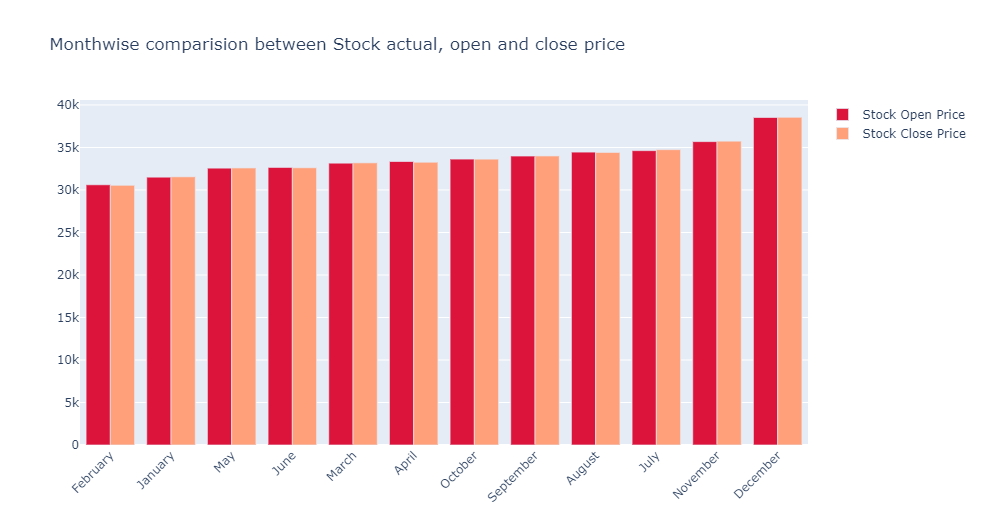 Monthwise comparision between Stock actual, open and close price
40k
35k
30k
25k
20k
15k
10k
5k
0
February
January
May
June
March
April
October
September
August
July
November
December
Stock Open Price
Stock Close Price